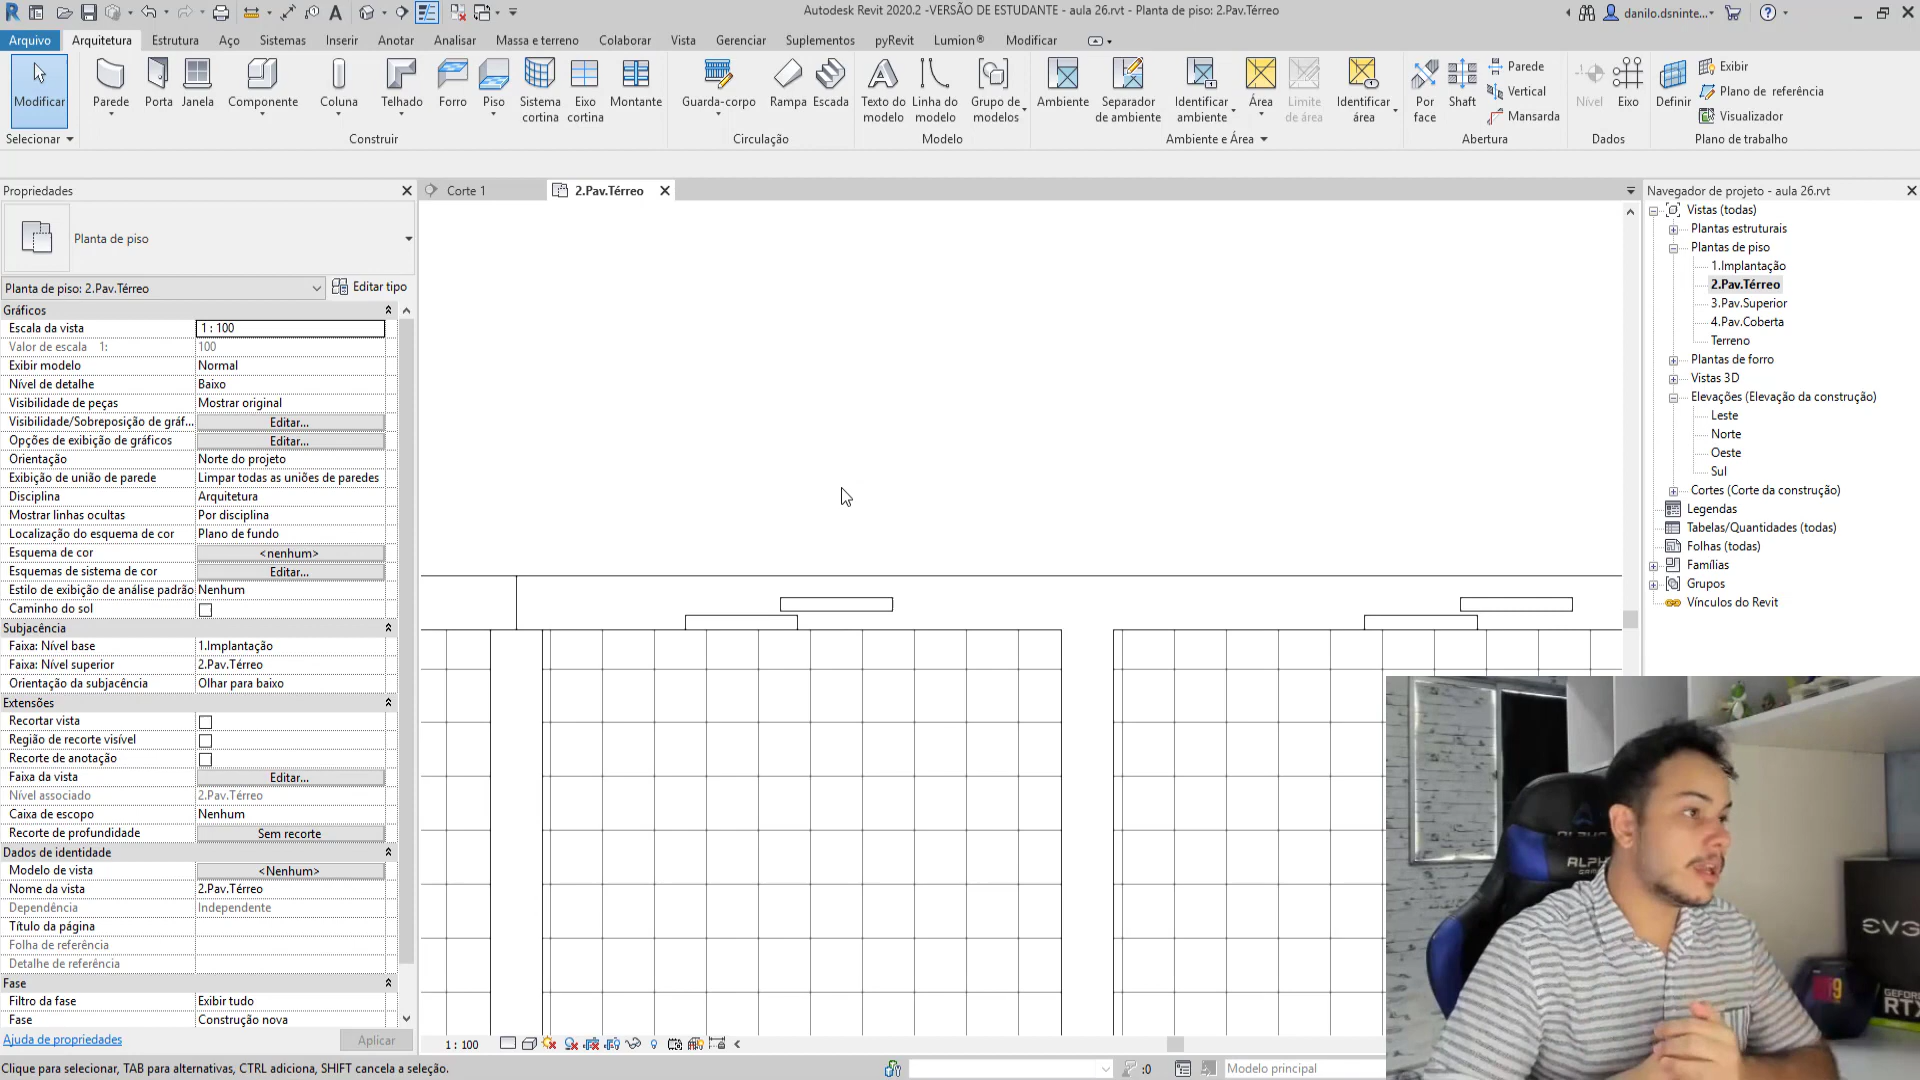 Autodesk Revit 2020.2 -VERSÃO DE ESTUDANTE - aula 26.rvt - Planta de piso: 2.Pav.Térreo
danilo.dsninte...
Arquivo Arquitetura Estrutura Aço Sistemas Inserir Anotar Analisar Massa e terreno Colaborar Vista Gerenciar Suplementos pyRevit Lumion® Modificar
Modificar
Parede Porta Janela Componente Coluna Telhado Forro Piso Sistema cortina Eixo cortina Montante
Guarda-corpo Rampa Escada
Texto do modelo Linha do modelo Grupo de modelos
Ambiente Separador de ambiente Identificar ambiente Área Limite de área Identificar área
Por face Shaft Parede Vertical Mansarda
Nível Eixo
Definir Exibir Plano de referência Visualizador
Selecionar Construir Circulação Modelo Ambiente e Área Abertura Dados Plano de trabalho
Propriedades
Corte 1
2.Pav.Térreo
Navegador de projeto - aula 26.rvt
Planta de piso
Planta de piso: 2.Pav.Térreo
Editar tipo
Gráficos
Escala da vista 1 : 100
Valor de escala 1: 100
Exibir modelo Normal
Nível de detalhe Baixo
Visibilidade de peças Mostrar original
Visibilidade/Sobreposição de gráf... Editar...
Opções de exibição de gráficos Editar...
Orientação Norte do projeto
Exibição de união de parede Limpar todas as uniões de paredes
Disciplina Arquitetura
Mostrar linhas ocultas Por disciplina
Localização do esquema de cor Plano de fundo
Esquema de cor <nenhum>
Esquemas de sistema de cor Editar...
Estilo de exibição de análise padrão Nenhum
Caminho do sol
Subjacência
Faixa: Nível base 1.Implantação
Faixa: Nível superior 2.Pav.Térreo
Orientação da subjacência Olhar para baixo
Extensões
Recortar vista
Região de recorte visível
Recorte de anotação
Faixa da vista Editar...
Nível associado 2.Pav.Térreo
Caixa de escopo Nenhum
Recorte de profundidade Sem recorte
Dados de identidade
Modelo de vista <Nenhum>
Nome da vista 2.Pav.Térreo
Dependência Independente
Título da página
Folha de referência
Detalhe de referência
Fase
Filtro da fase Exibir tudo
Fase Construção nova
Ajuda de propriedades
Aplicar
Vistas (todas)
Plantas estruturais
Plantas de piso
1.Implantação
2.Pav.Térreo
3.Pav.Superior
4.Pav.Coberta
Terreno
Plantas de forro
Vistas 3D
Elevações (Elevação da construção)
Leste
Norte
Oeste
Sul
Cortes (Corte da construção)
Legendas
Tabelas/Quantidades (todas)
Folhas (todas)
Famílias
Grupos
Vínculos do Revit
1 : 100
Clique para selecionar, TAB para alternativas, CTRL adiciona, SHIFT cancela a seleção.
:0
Modelo principal
GEFORCE
RTX